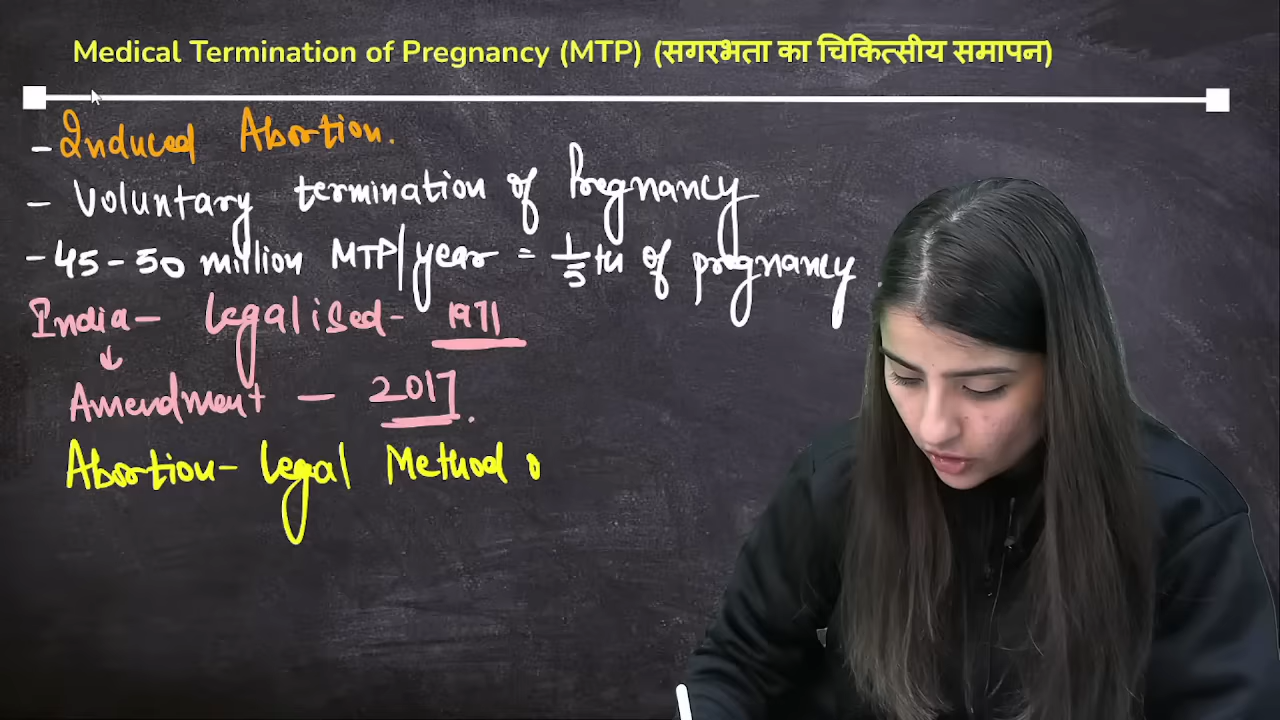 Medical Termination of Pregnancy (MTP) (सगरभता का चिकित्सीय समापन)
- Induced Abortion.
- Voluntary termination of Pregnancy
- 45-50 million MTP/year = 1/5th of pregnancy.
India - legalised - 1971
↓
Amendment - 2017.
Abortion - legal Method o